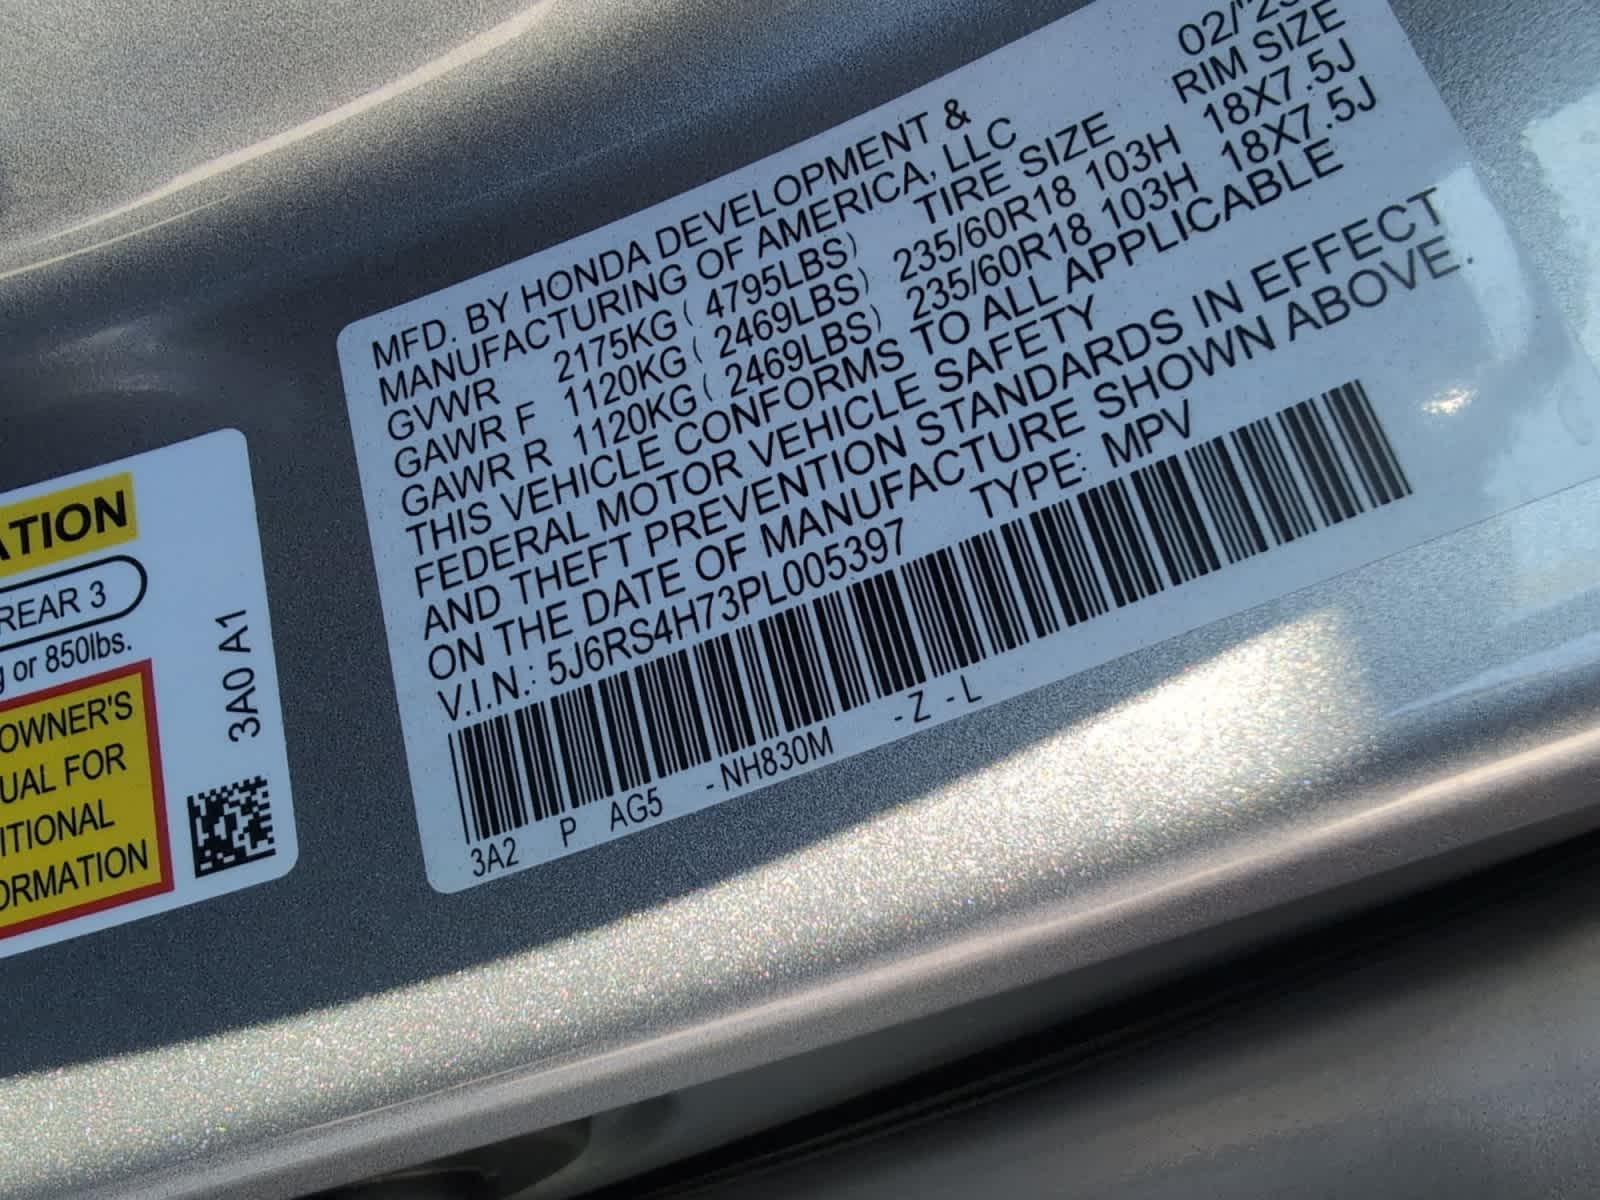 ATION
REAR 3
g or 850lbs.
OWNER'S
UAL FOR
ITIONAL
ORMATION
3A0 A1
02/'23
MFD. BY HONDA DEVELOPMENT &
MANUFACTURING OF AMERICA, LLC
TIRE SIZE RIM SIZE
GVWR 2175KG ( 4795LBS)
GAWR F 1120KG ( 2469LBS) 235/60R18 103H 18X7.5J
GAWR R 1120KG ( 2469LBS) 235/60R18 103H 18X7.5J
THIS VEHICLE CONFORMS TO ALL APPLICABLE
FEDERAL MOTOR VEHICLE SAFETY
AND THEFT PREVENTION STANDARDS IN EFFECT
ON THE DATE OF MANUFACTURE SHOWN ABOVE.
V.I.N.: 5J6RS4H73PL005397 TYPE: MPV
3A2 P AG5 - NH830M - Z - L